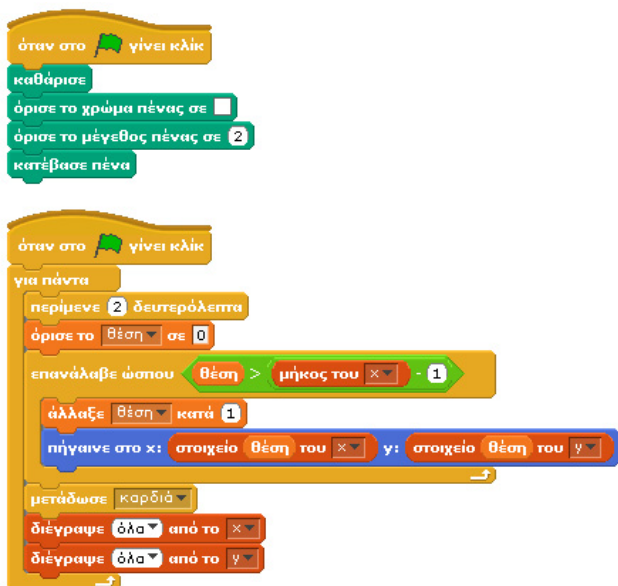 όταν στο γίνει κλίκ
καθάρισε
όρισε το χρώμα πένας σε
όρισε το μέγεθος πένας σε 2
κατέβασε πένα
όταν στο γίνει κλίκ
για πάντα
περίμενε 2 δευτερόλεπτα
όρισε το θέση σε 0
επανάλαβε ώσπου θέση > μήκος του x - 1
άλλαξε θέση κατά 1
πήγαινε στο x: στοιχείο θέση του x y: στοιχείο θέση του y
μετάδωσε καρδιά
διέγραψε όλα από το x
διέγραψε όλα από το y